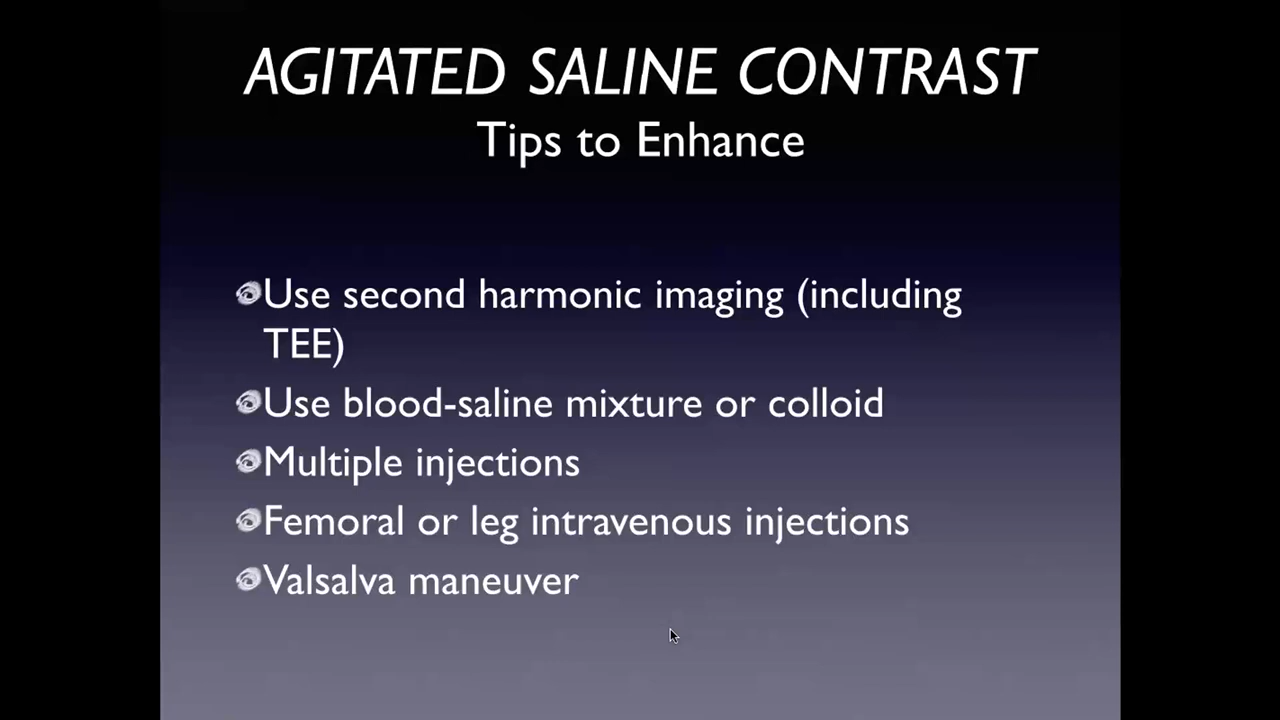 AGITATED SALINE CONTRAST
Tips to Enhance
Use second harmonic imaging (including
TEE)
Use blood-saline mixture or colloid
Multiple injections
Femoral or leg intravenous injections
Valsalva maneuver